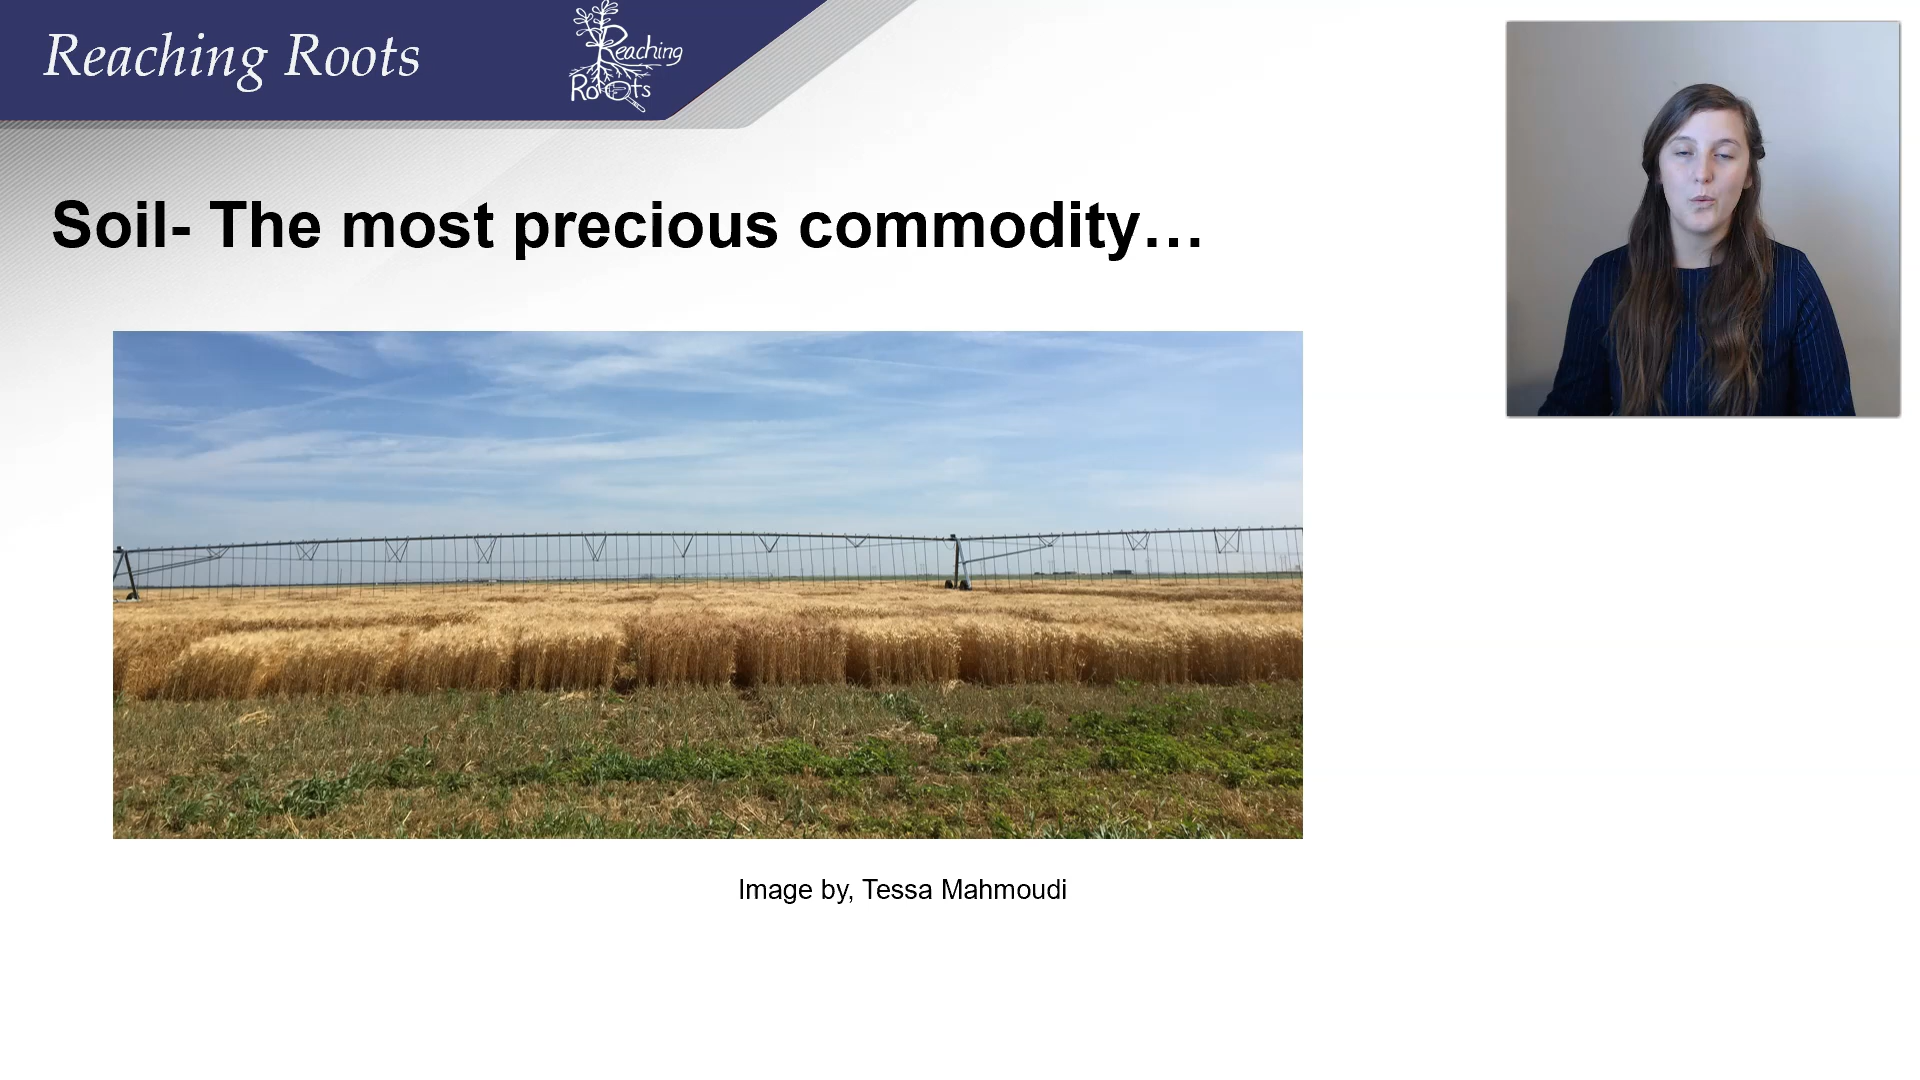 Reaching Roots
Reaching
Roots
Soil- The most precious commodity…
Image by, Tessa Mahmoudi